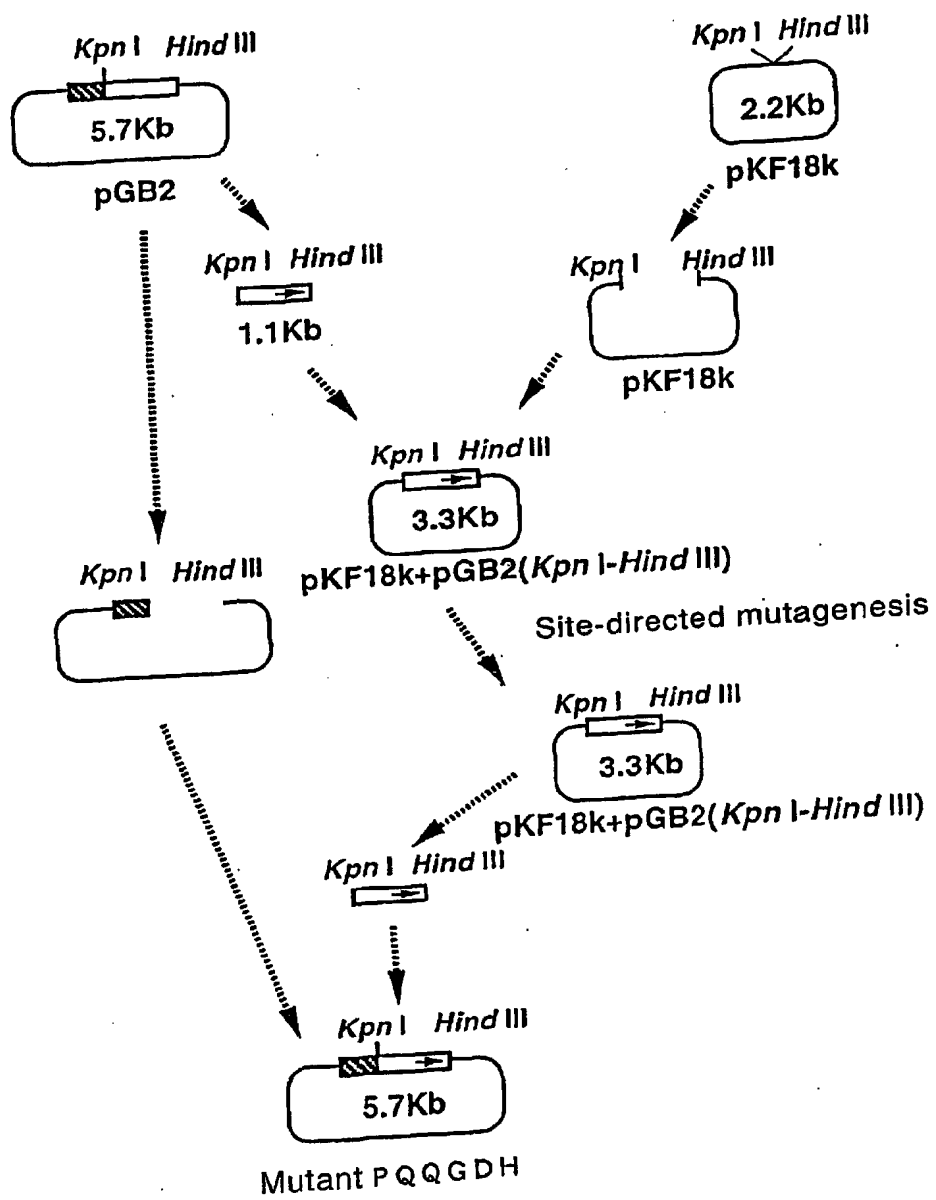 Kpn I Hind III
5.7Kb
pGB2
Kpn I Hind III
2.2Kb
pKF18k
Kpn I Hind III
1.1Kb
Kpn I Hind III
pKF18k
Kpn I Hind III
3.3Kb
pKF18k+pGB2(Kpn I-Hind III)
Kpn I Hind III
Site-directed mutagenesis
Kpn I Hind III
3.3Kb
pKF18k+pGB2(Kpn I-Hind III)
Kpn I Hind III
Kpn I Hind III
5.7Kb
Mutant PQQGDH